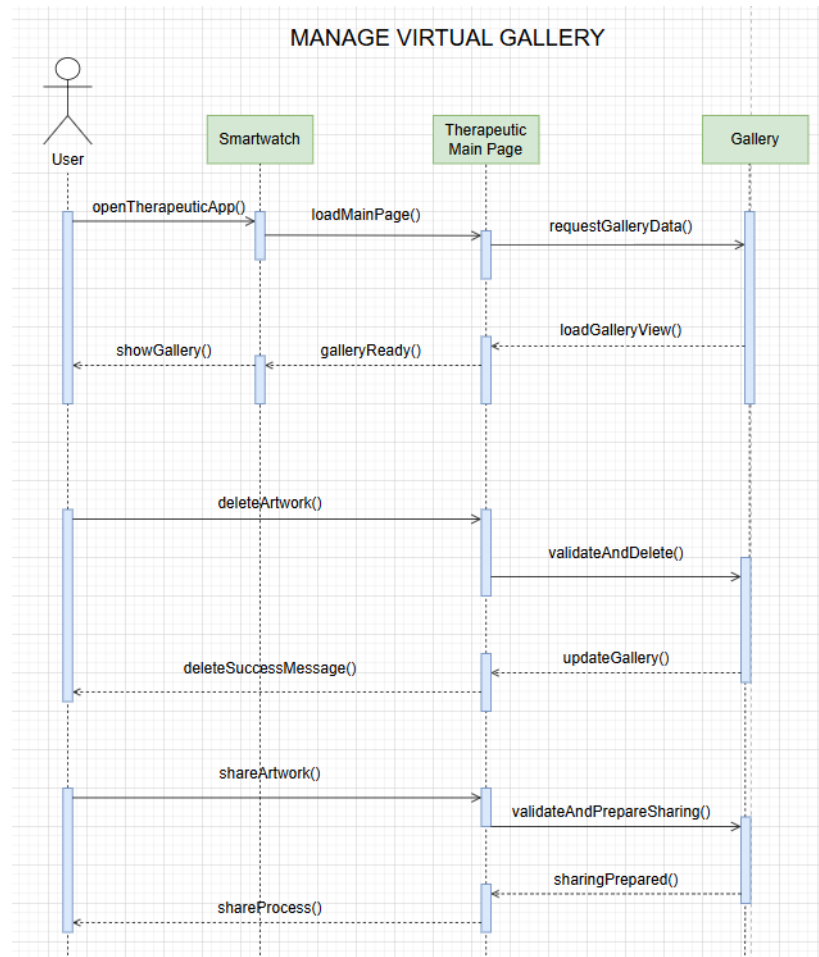 MANAGE VIRTUAL GALLERY
User
Smartwatch
Therapeutic
Main Page
Gallery
openTherapeuticApp()
loadMainPage()
requestGalleryData()
loadGalleryView()
galleryReady()
showGallery()
deleteArtwork()
validateAndDelete()
updateGallery()
deleteSuccessMessage()
shareArtwork()
validateAndPrepareSharing()
sharingPrepared()
shareProcess()